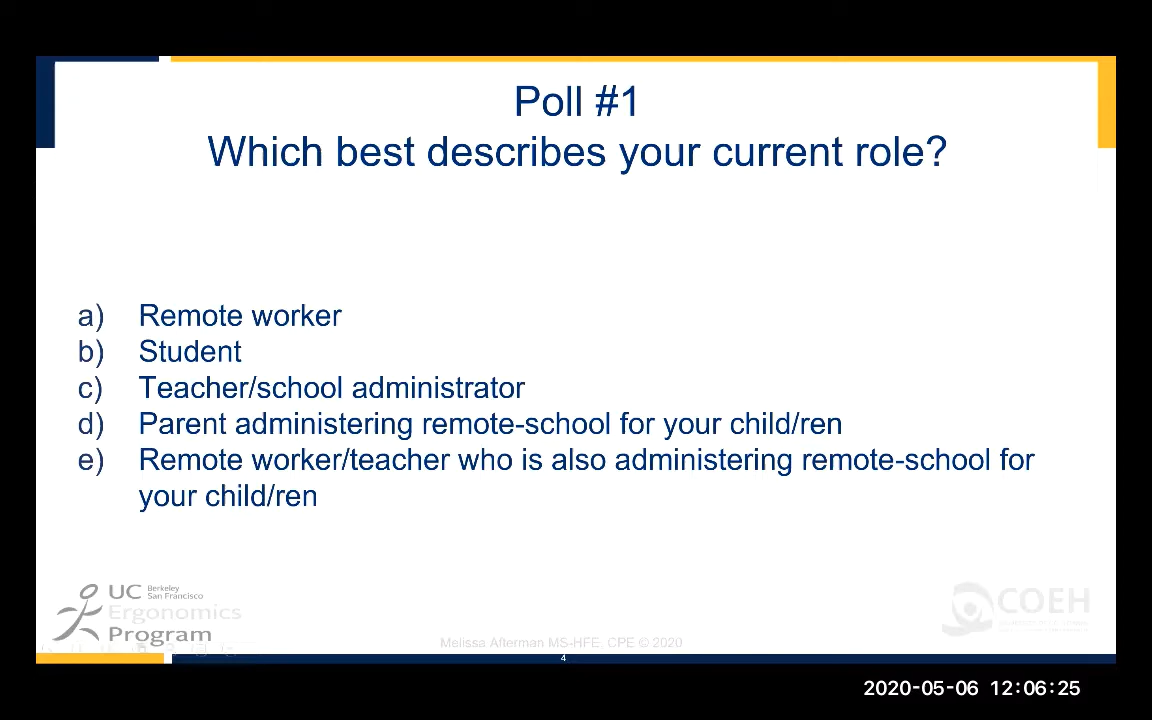 Poll #1
Which best describes your current role?
a) Remote worker
b) Student
c) Teacher/school administrator
d) Parent administering remote-school for your child/ren
e) Remote worker/teacher who is also administering remote-school for
your child/ren
UC Berkeley
San Francisco
Ergonomics
Program
COEH
Melissa Afterman MS-HFE, CPE © 2020
4
2020-05-06 12:06:25